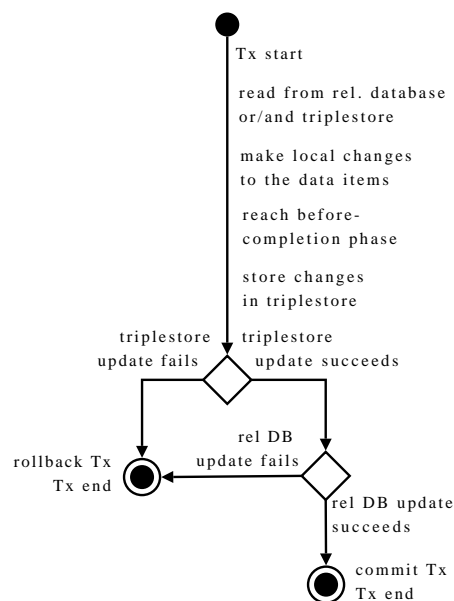 Tx start
read from rel. database
or/and triplestore
make local changes
to the data items
reach before-
completion phase
store changes
in triplestore
triplestore
update fails
triplestore
update succeeds
rel DB
update fails
rollback Tx
Tx end
rel DB update
succeeds
commit Tx
Tx end